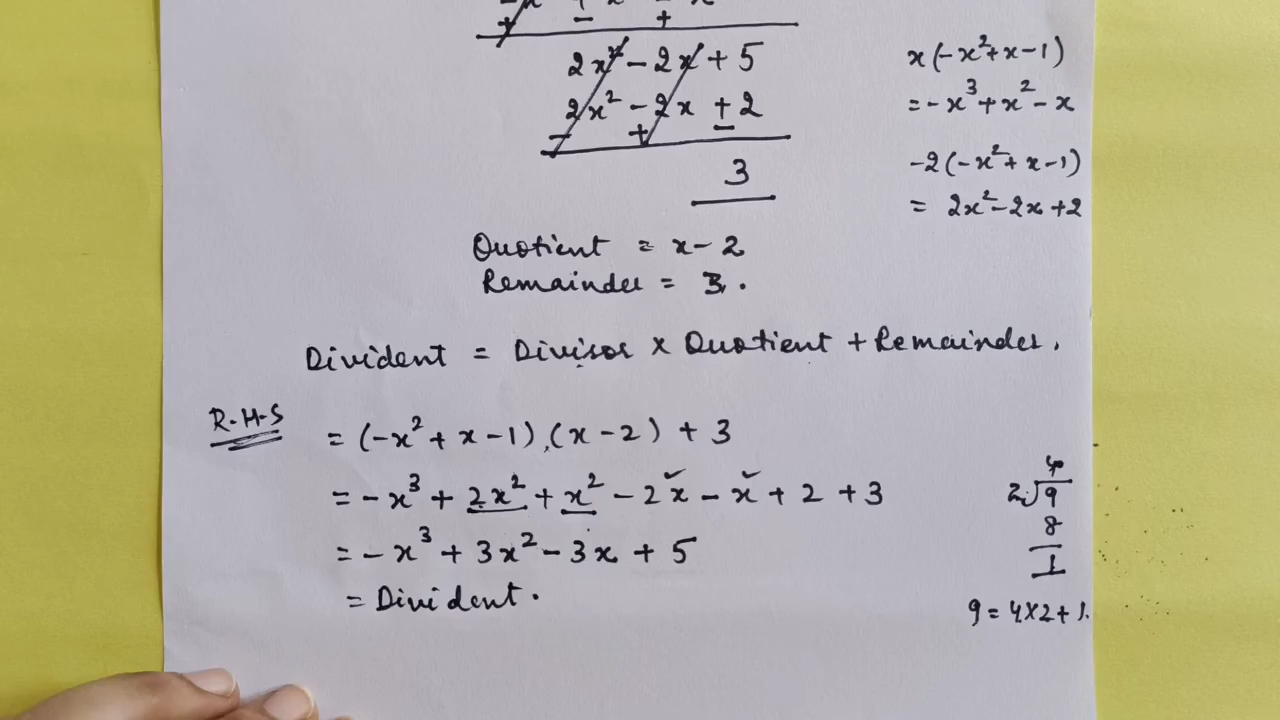 + − +
2x² − 2x + 5
2x² − 2x + 2
− + −
3
x(−x²+x−1)
= −x³+x²−x
−2(−x²+x−1)
= 2x²−2x+2
Quotient = x−2
Remainder = 3.
Divident = Divisor × Quotient + Remainder.
R.H.S = (−x²+x−1).(x−2)+3
= −x³ + 2x² + x² − 2x − x + 2 + 3
= −x³ + 3x² − 3x + 5
= Divident.
4
2)9
8
1
9 = 4×2+1.